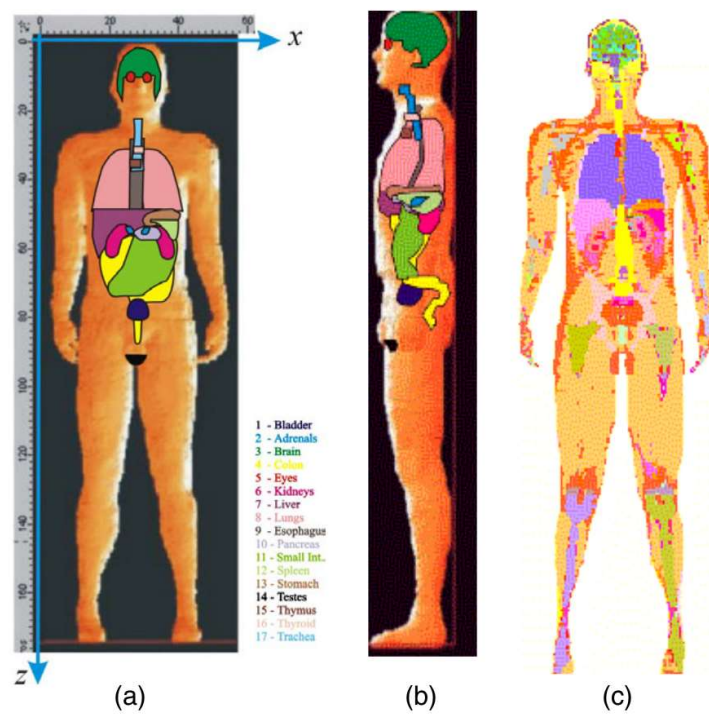 0 20 40 60
x
0
20
40
60
80
100
120
140
160
z
1 - Bladder
2 - Adrenals
3 - Brain
4 - Colon
5 - Eyes
6 - Kidneys
7 - Liver
8 - Lungs
9 - Esophagus
10 - Pancreas
11 - Small Int..
12 - Spleen
13 - Stomach
14 - Testes
15 - Thymus
16 - Thyroid
17 - Trachea
(a) (b) (c)